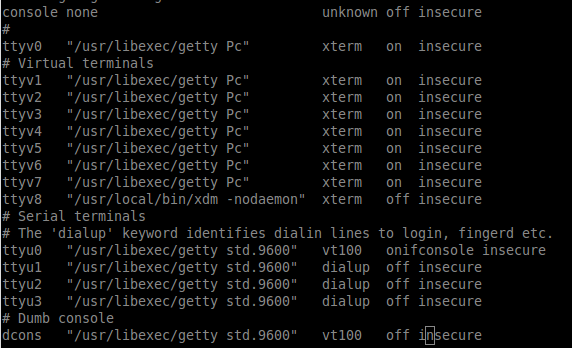 console none unknown off insecure
#
ttyv0 "/usr/libexec/getty Pc" xterm on insecure
# Virtual terminals
ttyv1 "/usr/libexec/getty Pc" xterm on insecure
ttyv2 "/usr/libexec/getty Pc" xterm on insecure
ttyv3 "/usr/libexec/getty Pc" xterm on insecure
ttyv4 "/usr/libexec/getty Pc" xterm on insecure
ttyv5 "/usr/libexec/getty Pc" xterm on insecure
ttyv6 "/usr/libexec/getty Pc" xterm on insecure
ttyv7 "/usr/libexec/getty Pc" xterm on insecure
ttyv8 "/usr/local/bin/xdm -nodaemon" xterm off insecure
# Serial terminals
# The 'dialup' keyword identifies dialin lines to login, fingerd etc.
ttyu0 "/usr/libexec/getty std.9600" vt100 onifconsole insecure
ttyu1 "/usr/libexec/getty std.9600" dialup off insecure
ttyu2 "/usr/libexec/getty std.9600" dialup off insecure
ttyu3 "/usr/libexec/getty std.9600" dialup off insecure
# Dumb console
dcons "/usr/libexec/getty std.9600" vt100 off insecure